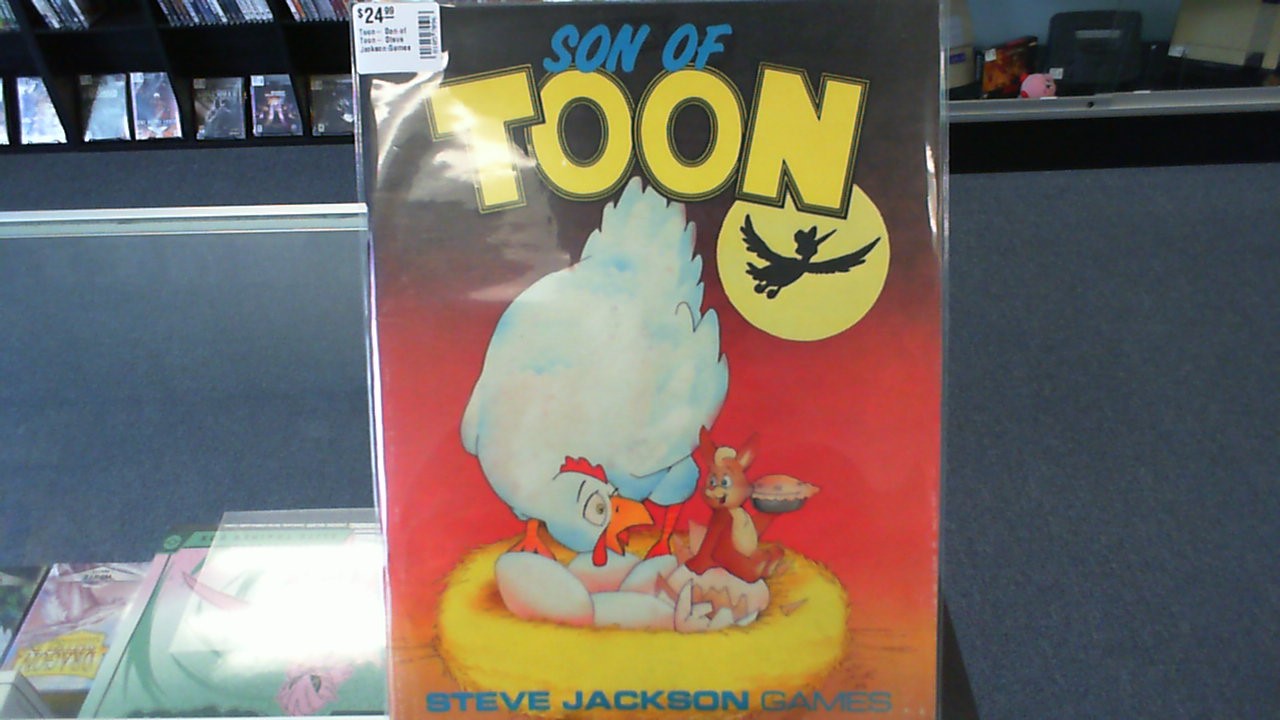 $24.99
Toon-- Son of
Toon-- Steve
Jackson Games
SON OF
TOON
STEVE JACKSON GAMES